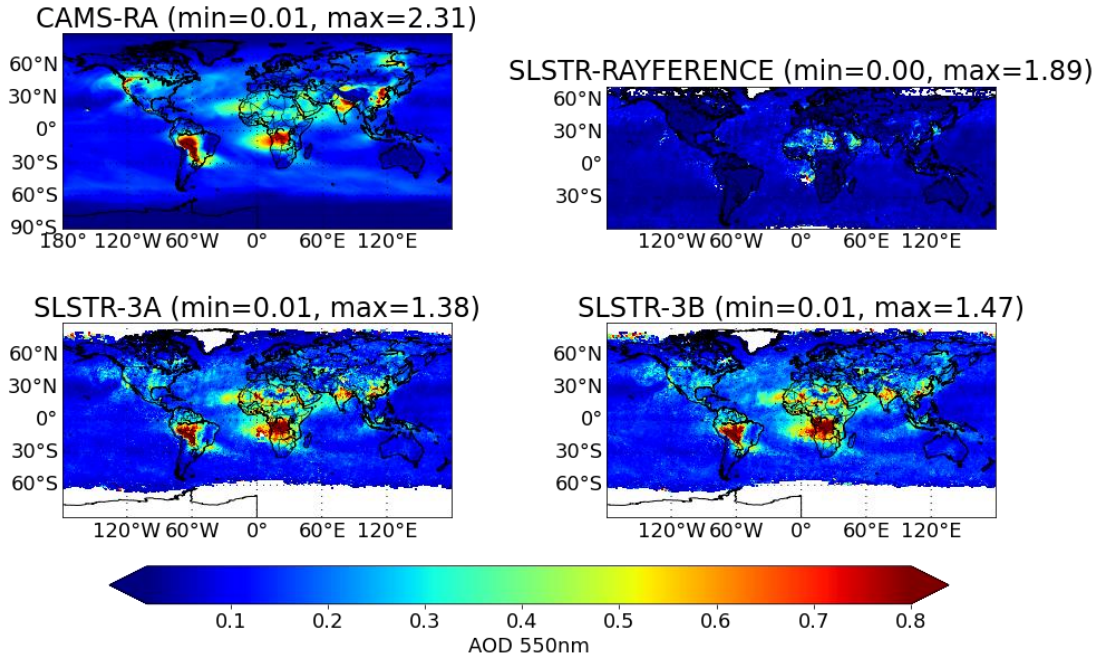 CAMS-RA (min=0.01, max=2.31)
60°N
30°N
0°
30°S
60°S
90°S
180° 120°W 60°W 0° 60°E 120°E
SLSTR-RAYFERENCE (min=0.00, max=1.89)
60°N
30°N
0°
30°S
120°W 60°W 0° 60°E 120°E
SLSTR-3A (min=0.01, max=1.38)
60°N
30°N
0°
30°S
60°S
120°W 60°W 0° 60°E 120°E
SLSTR-3B (min=0.01, max=1.47)
60°N
30°N
0°
30°S
60°S
120°W 60°W 0° 60°E 120°E
0.1 0.2 0.3 0.4 0.5 0.6 0.7 0.8
AOD 550nm